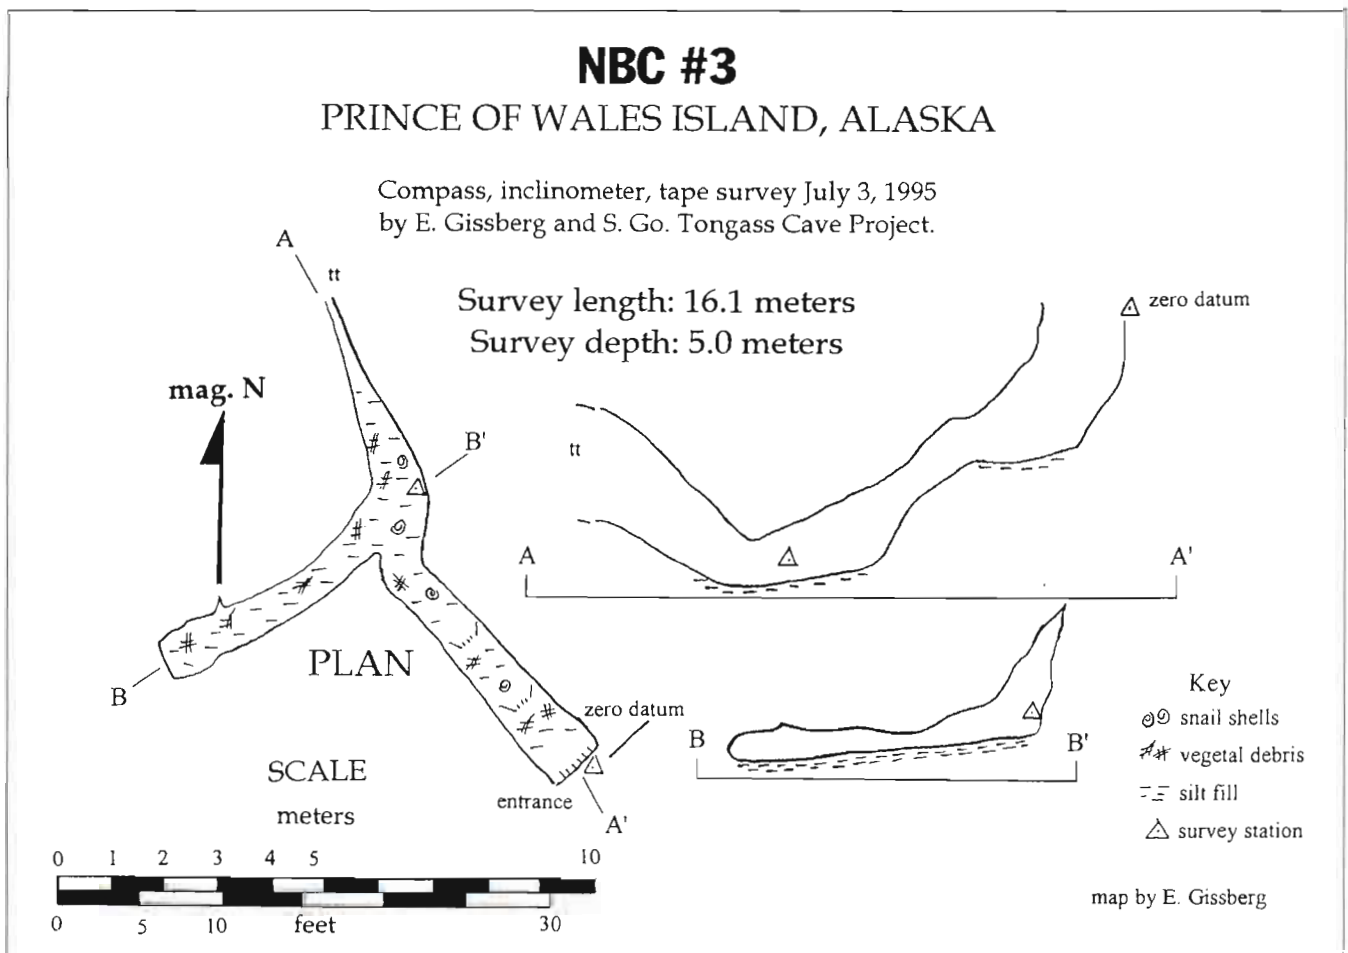 NBC #3
PRINCE OF WALES ISLAND, ALASKA
Compass, inclinometer, tape survey July 3, 1995
by E. Gissberg and S. Go. Tongass Cave Project.
Survey length: 16.1 meters
Survey depth: 5.0 meters
A
tt
mag. N
B'
B
PLAN
zero datum
entrance
A'
zero datum
tt
A
A'
B
B'
Key
snail shells
vegetal debris
silt fill
survey station
SCALE
meters
0 1 2 3 4 5 10
0 5 10 feet 30
map by E. Gissberg